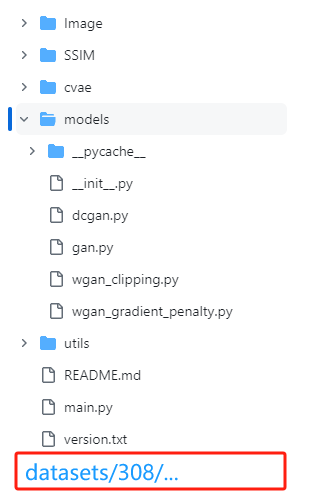 Image
SSIM
cvae
models
__pycache__
__init__.py
dcgan.py
gan.py
wgan_clipping.py
wgan_gradient_penalty.py
utils
README.md
main.py
version.txt
datasets/308/...